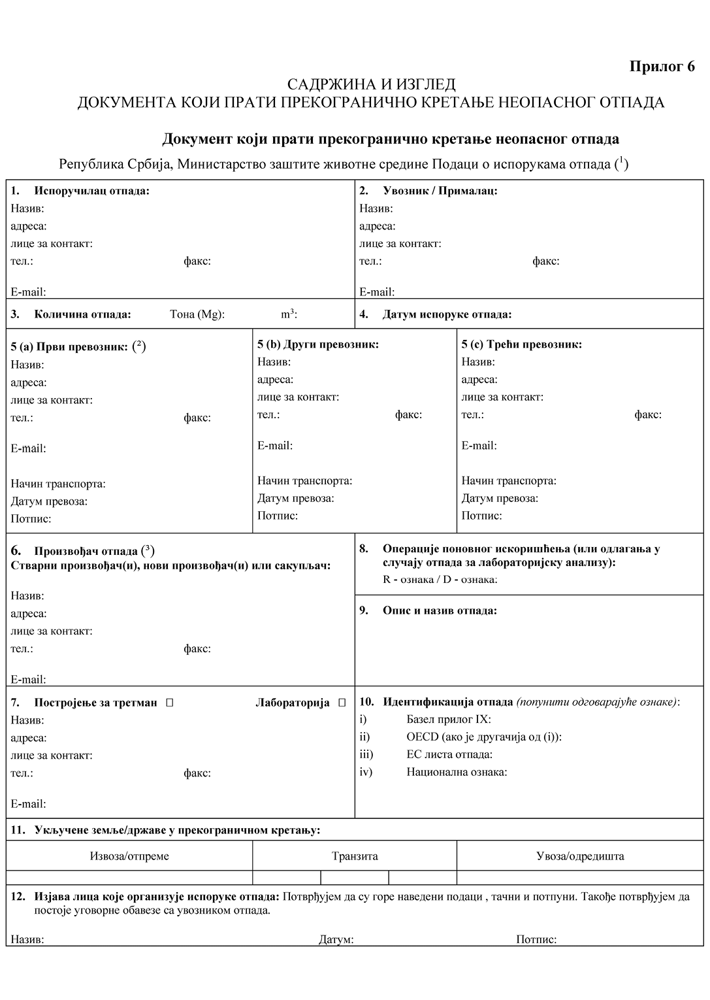 Прилог 6
САДРЖИНА И ИЗГЛЕД
ДОКУМЕНТА КОЈИ ПРАТИ ПРЕКОГРАНИЧНО КРЕТАЊЕ НЕОПАСНОГ ОТПАДА
Документ који прати прекогранично кретање неопасног отпада
Република Србија, Министарство заштите животне средине Подаци о испорукама отпада (¹)
1. Испоручилац отпада:
Назив:
адреса:
лице за контакт:
тел.: факс:
E-mail:
2. Увозник / Прималац:
Назив:
адреса:
лице за контакт:
тел.: факс:
E-mail:
3. Количина отпада: Тона (Mg): m³:
4. Датум испоруке отпада:
5 (a) Први превозник: (²)
Назив:
адреса:
лице за контакт:
тел.: факс:
E-mail:
Начин транспорта:
Датум превоза:
Потпис:
5 (b) Други превозник:
Назив:
адреса:
лице за контакт:
тел.: факс:
E-mail:
Начин транспорта:
Датум превоза:
Потпис:
5 (c) Трећи превозник:
Назив:
адреса:
лице за контакт:
тел.: факс:
E-mail:
Начин транспорта:
Датум превоза:
Потпис:
6. Произвођач отпада (³)
Стварни произвођач(и), нови произвођач(и) или сакупљач:
Назив:
адреса:
лице за контакт:
тел.: факс:
E-mail:
8. Операције поновног искоришћења (или одлагања у
случају отпада за лабораторијску анализу):
R - ознака / D - ознака:
9. Опис и назив отпада:
7. Постројење за третман □ Лабораторија □
Назив:
адреса:
лице за контакт:
тел.: факс:
E-mail:
10. Идентификација отпада (попунити одговарајуће ознаке):
i) Базел прилог IX:
ii) OECD (ако је другачија од (i)):
iii) ЕС листа отпада:
iv) Национална ознака:
11. Укључене земље/државе у прекограничном кретању:
Извоза/отпреме Транзита Увоза/одредишта
12. Изјава лица које организује испоруке отпада: Потврђујем да су горе наведени подаци , тачни и потпуни. Такође потврђујем да
постоје уговорне обавезе са увозником отпада.
Назив: Датум: Потпис: